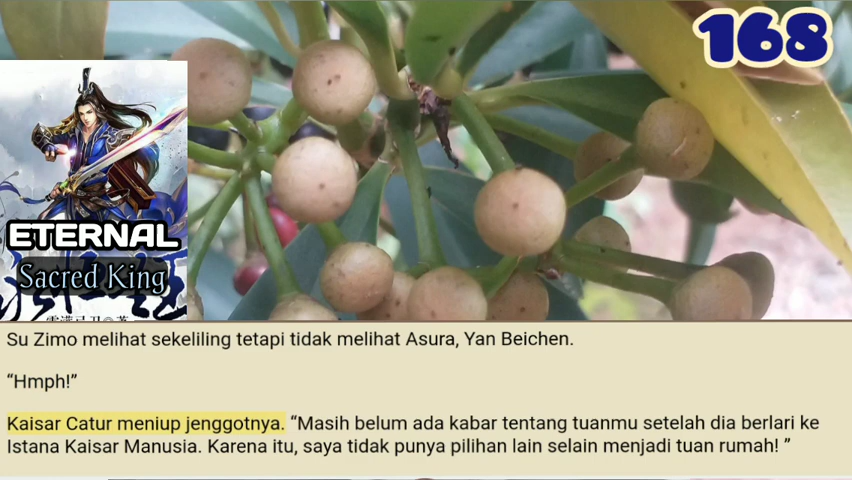 168
ETERNAL
Sacred King
Su Zimo melihat sekeliling tetapi tidak melihat Asura, Yan Beichen.
“Hmph!”
Kaisar Catur meniup jenggotnya. “Masih belum ada kabar tentang tuanmu setelah dia berlari ke
Istana Kaisar Manusia. Karena itu, saya tidak punya pilihan lain selain menjadi tuan rumah! ”